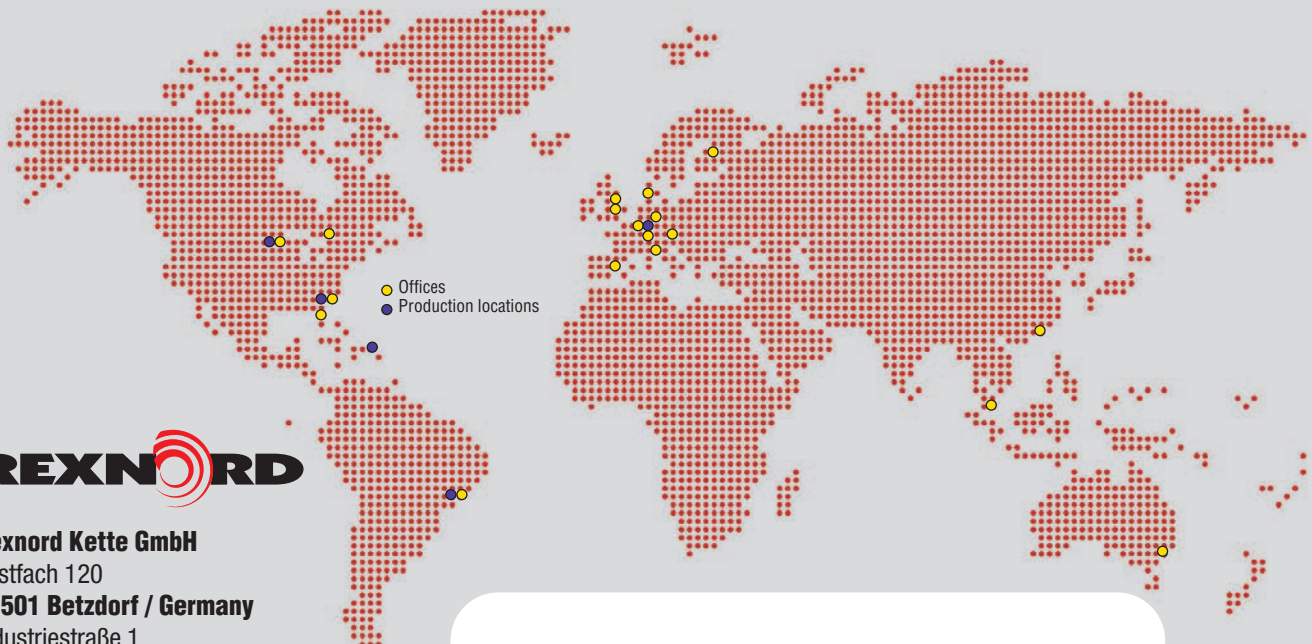 Offices
Production locations
REXNORD
exnord Kette GmbH
stfach 120
501 Betzdorf / Germany
dustriestraße 1